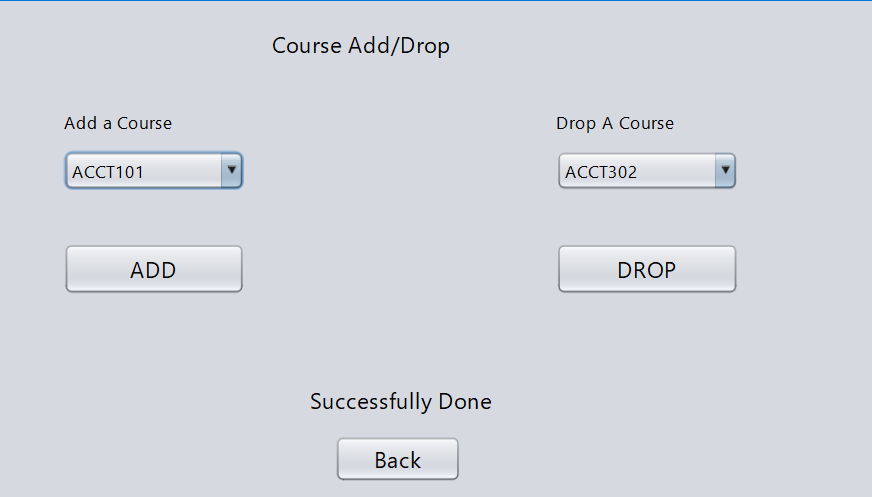 Course Add/Drop
Add a Course
Drop A Course
ACCT101
ACCT302
ADD
DROP
Successfully Done
Back